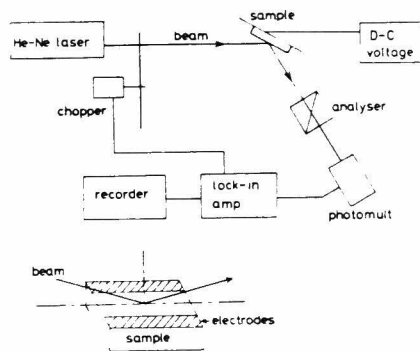 sample
He-Ne laser
beam
D-C
voltage
chopper
analyser
recorder
lock-in
amp
photomult
beam
electrodes
sample